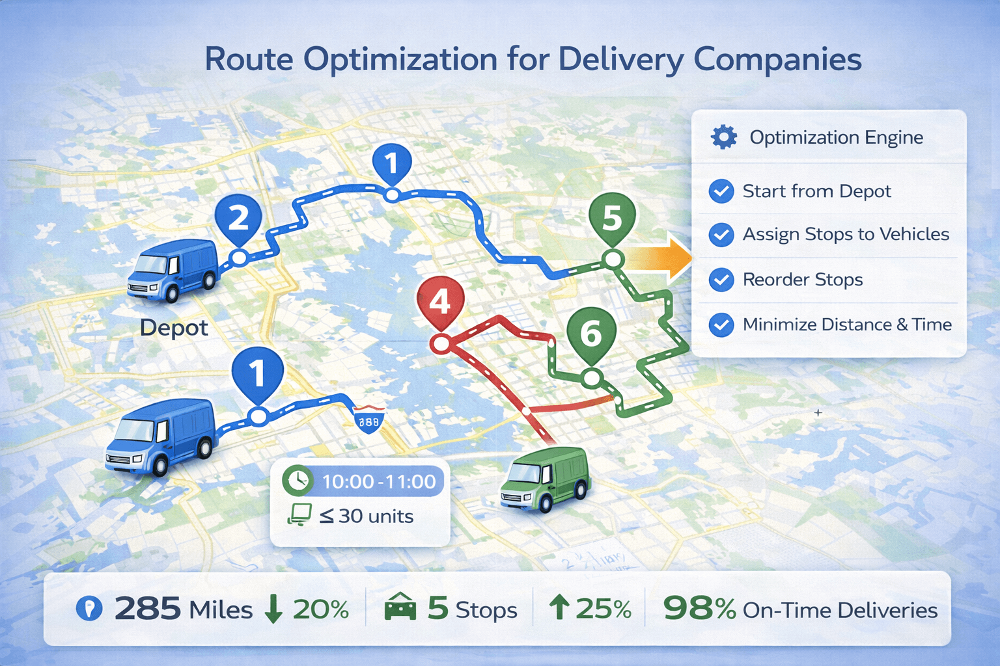 Route Optimization for Delivery Companies
Optimization Engine
Start from Depot
Assign Stops to Vehicles
Reorder Stops
Minimize Distance & Time
1
2
5
4
6
Depot
1
10:00 - 11:00
≤ 30 units
285 Miles ↓ 20%
5 Stops
↑ 25%
98% On-Time Deliveries